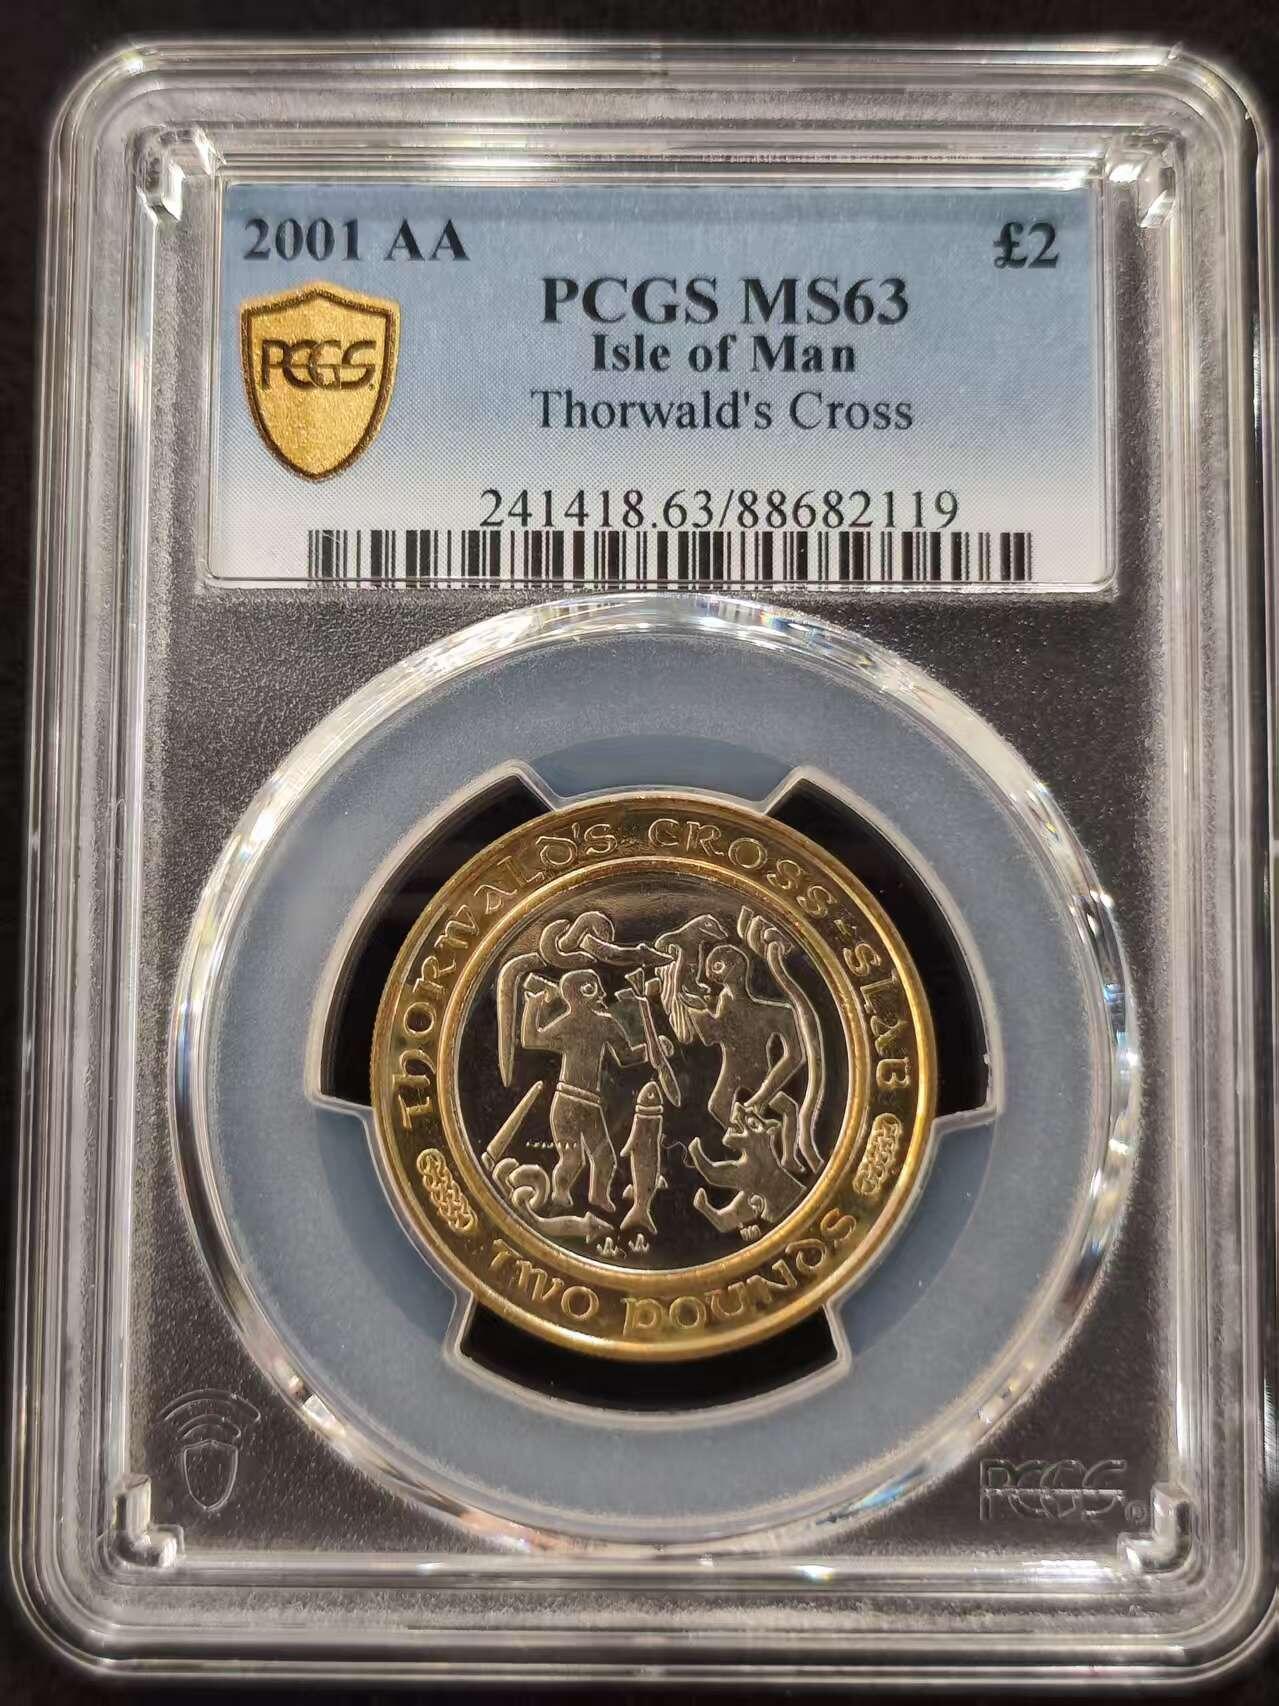 2001 AA
£2
PCGS MS63
Isle of Man
Thorwald's Cross
PCGS
241418.63/88682119
THORWALD'S CROSS-SLAB
TWO POUNDS
PCGS